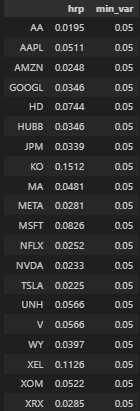 hrp min_var
AA 0.0195 0.05
AAPL 0.0511 0.05
AMZN 0.0248 0.05
GOOGL 0.0346 0.05
HD 0.0744 0.05
HUBB 0.0346 0.05
JPM 0.0339 0.05
KO 0.1512 0.05
MA 0.0481 0.05
META 0.0281 0.05
MSFT 0.0826 0.05
NFLX 0.0252 0.05
NVDA 0.0233 0.05
TSLA 0.0225 0.05
UNH 0.0566 0.05
V 0.0566 0.05
WY 0.0397 0.05
XEL 0.1126 0.05
XOM 0.0522 0.05
XRX 0.0285 0.05